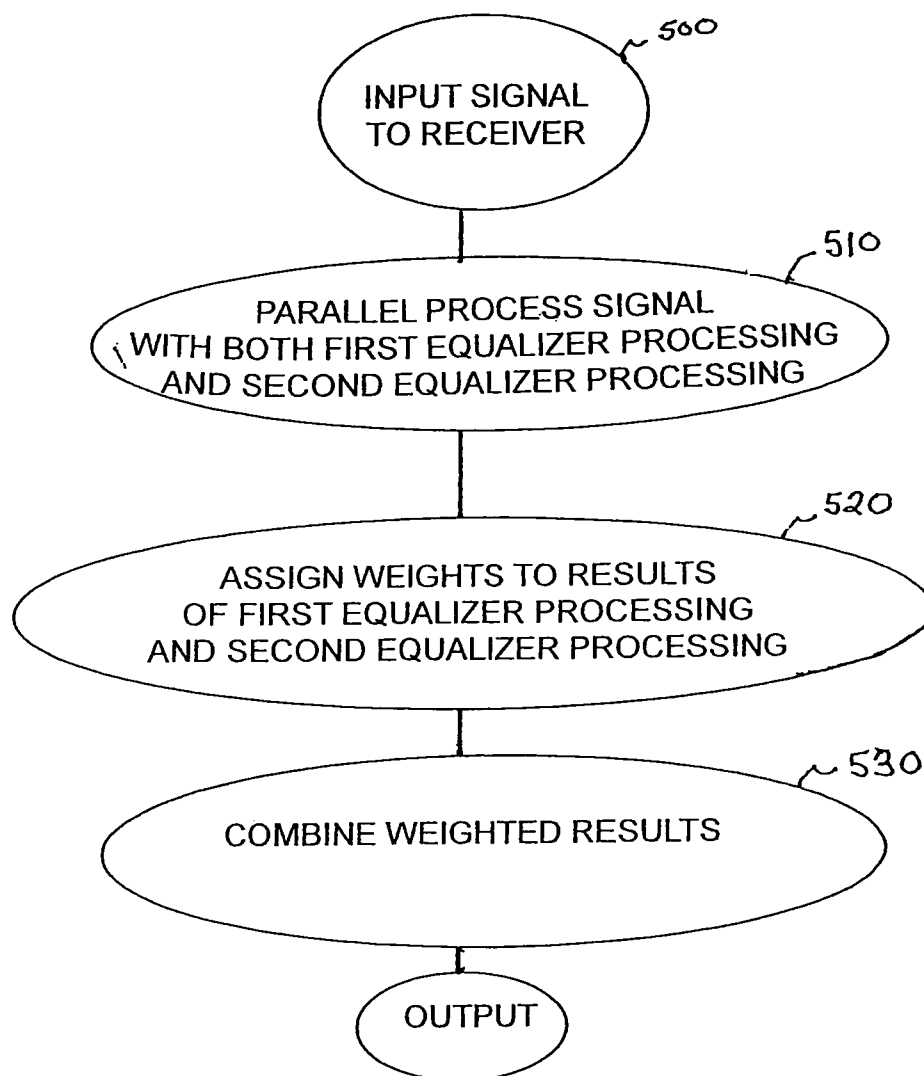 500
INPUT SIGNAL
TO RECEIVER
510
PARALLEL PROCESS SIGNAL
WITH BOTH FIRST EQUALIZER PROCESSING
AND SECOND EQUALIZER PROCESSING
520
ASSIGN WEIGHTS TO RESULTS
OF FIRST EQUALIZER PROCESSING
AND SECOND EQUALIZER PROCESSING
530
COMBINE WEIGHTED RESULTS
OUTPUT